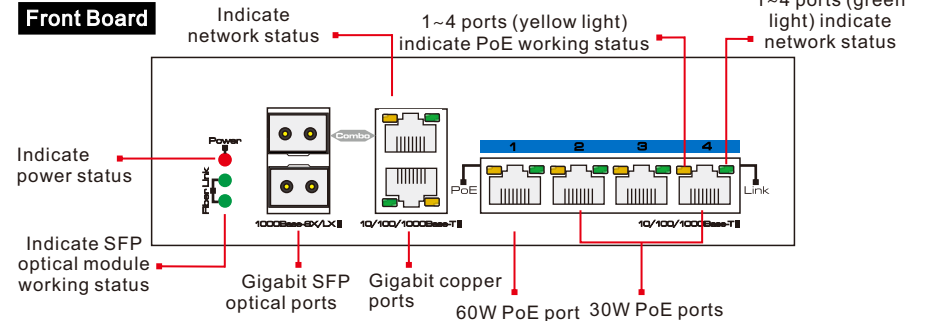 Front Board
Indicate
network status
1~4 ports (yellow light)
indicate PoE working status
1~4 ports (green
light) indicate
network status
Power
Combo
1 2 3 4
Indicate
power status
Fiber Link
PoE
Link
1000Base-SX/LX
10/100/1000Base-T
10/100/1000Base-T
Indicate SFP
optical module
working status
Gigabit SFP
optical ports
Gigabit copper
ports
60W PoE port
30W PoE ports